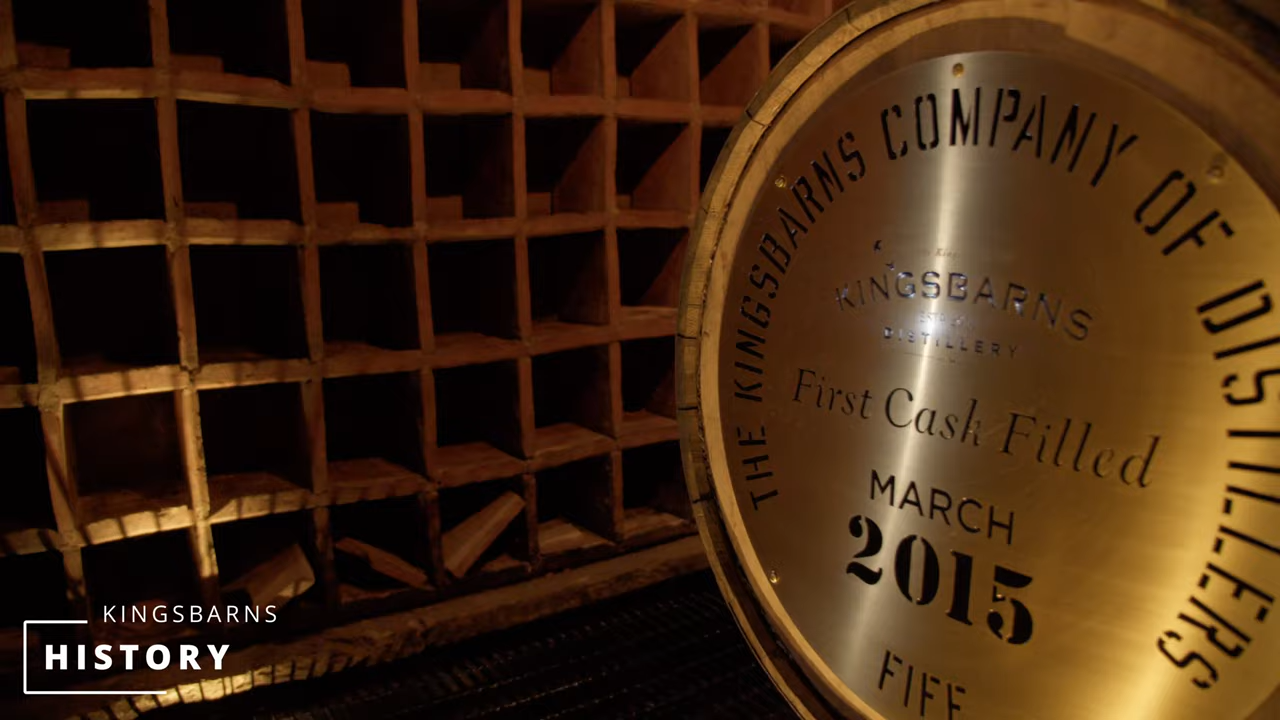 THE KINGSBARNS COMPANY OF DISTILLERS
KINGSBARNS
DISTILLERY
First Cask Filled
MARCH
2015
FIFE
KINGSBARNS
HISTORY